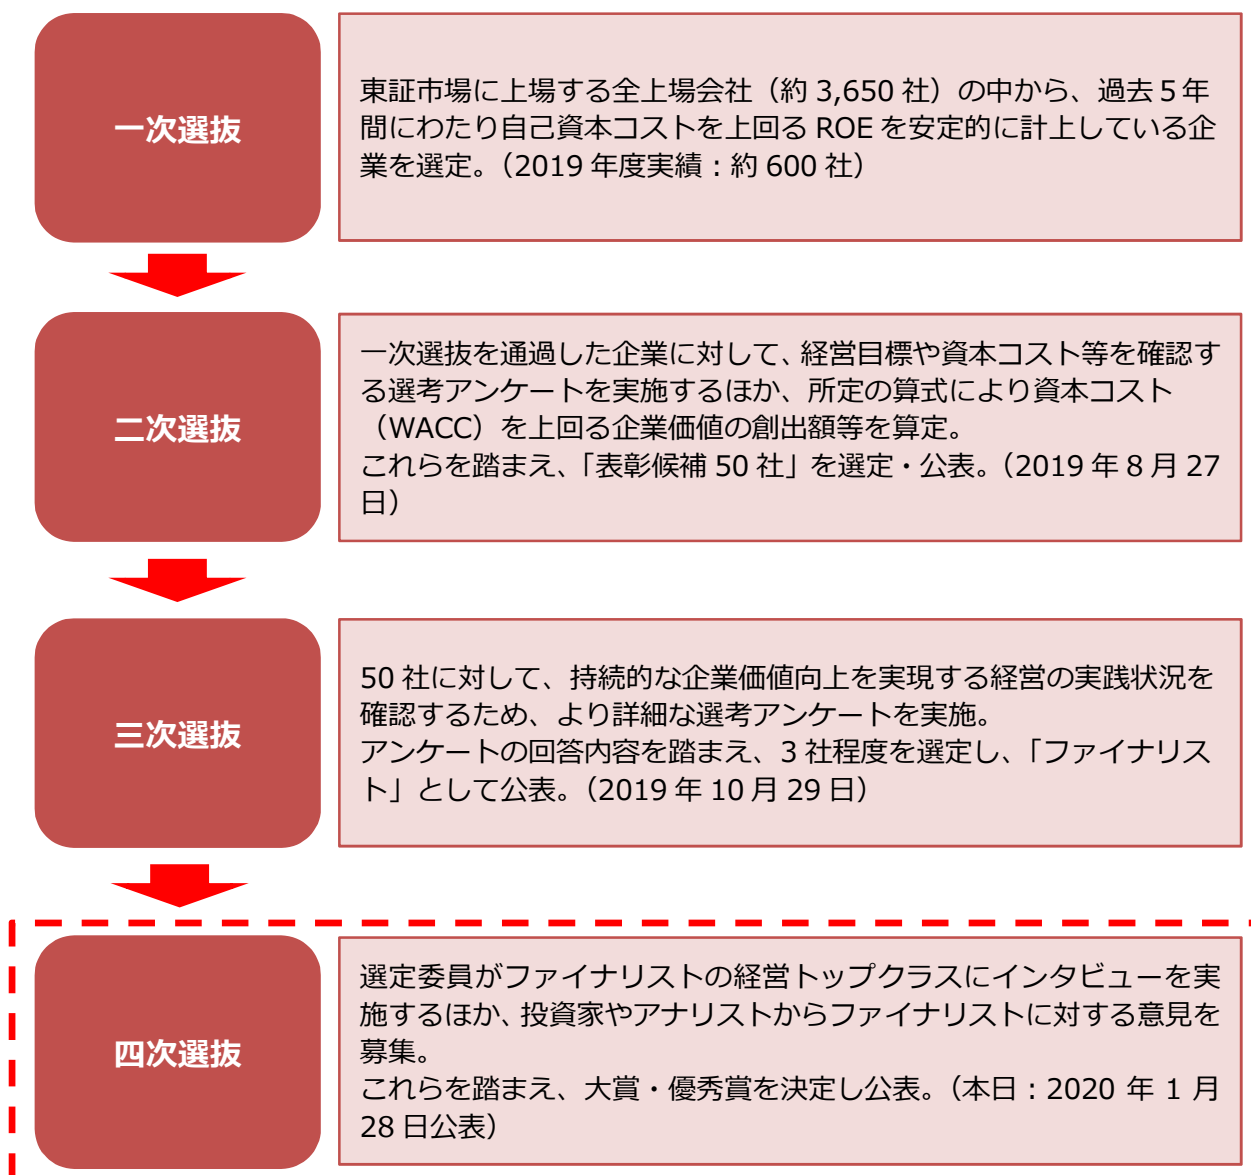 一次選抜
東証市場に上場する全上場会社（約 3,650 社）の中から、過去５年
間にわたり自己資本コストを上回る ROE を安定的に計上している企
業を選定。（2019 年度実績：約 600 社）
二次選抜
一次選抜を通過した企業に対して、経営目標や資本コスト等を確認す
る選考アンケートを実施するほか、所定の算式により資本コスト
（WACC）を上回る企業価値の創出額等を算定。
これらを踏まえ、「表彰候補 50 社」を選定・公表。（2019 年 8 月 27
日）
三次選抜
50 社に対して、持続的な企業価値向上を実現する経営の実践状況を
確認するため、より詳細な選考アンケートを実施。
アンケートの回答内容を踏まえ、3 社程度を選定し、「ファイナリス
ト」として公表。（2019 年 10 月 29 日）
四次選抜
選定委員がファイナリストの経営トップクラスにインタビューを実
施するほか、投資家やアナリストからファイナリストに対する意見を
募集。
これらを踏まえ、大賞・優秀賞を決定し公表。（本日：2020 年 1 月
28 日公表）